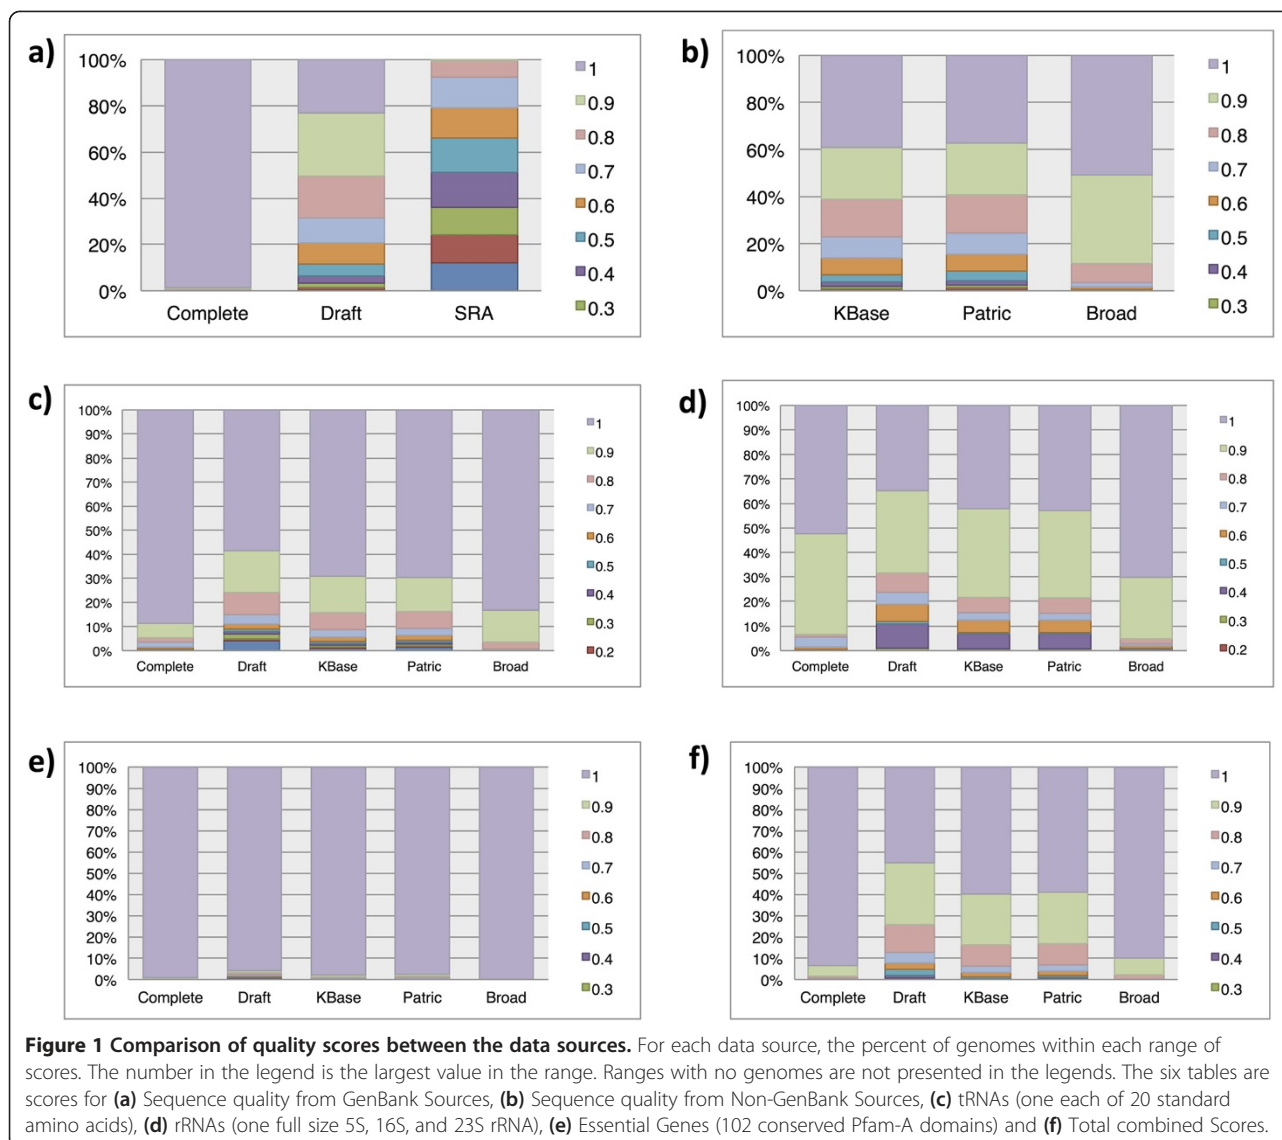 a)
100%
80%
60%
40%
20%
0%
Complete
Draft
SRA
1
0.9
0.8
0.7
0.6
0.5
0.4
0.3
b)
100%
80%
60%
40%
20%
0%
KBase
Patric
Broad
1
0.9
0.8
0.7
0.6
0.5
0.4
0.3
c)
100%
90%
80%
70%
60%
50%
40%
30%
20%
10%
0%
Complete
Draft
KBase
Patric
Broad
1
0.9
0.8
0.7
0.6
0.5
0.4
0.3
0.2
d)
100%
90%
80%
70%
60%
50%
40%
30%
20%
10%
0%
Complete
Draft
KBase
Patric
Broad
1
0.9
0.8
0.7
0.6
0.5
0.4
0.3
0.2
e)
100%
90%
80%
70%
60%
50%
40%
30%
20%
10%
0%
Complete
Draft
KBase
Patric
Broad
1
0.9
0.8
0.7
0.6
0.5
0.4
0.3
f)
100%
90%
80%
70%
60%
50%
40%
30%
20%
10%
0%
Complete
Draft
KBase
Patric
Broad
1
0.9
0.8
0.7
0.6
0.5
0.4
0.3
Figure 1 Comparison of quality scores between the data sources. For each data source, the percent of genomes within each range of
scores. The number in the legend is the largest value in the range. Ranges with no genomes are not presented in the legends. The six tables are
scores for (a) Sequence quality from GenBank Sources, (b) Sequence quality from Non-GenBank Sources, (c) tRNAs (one each of 20 standard
amino acids), (d) rRNAs (one full size 5S, 16S, and 23S rRNA), (e) Essential Genes (102 conserved Pfam-A domains) and (f) Total combined Scores.